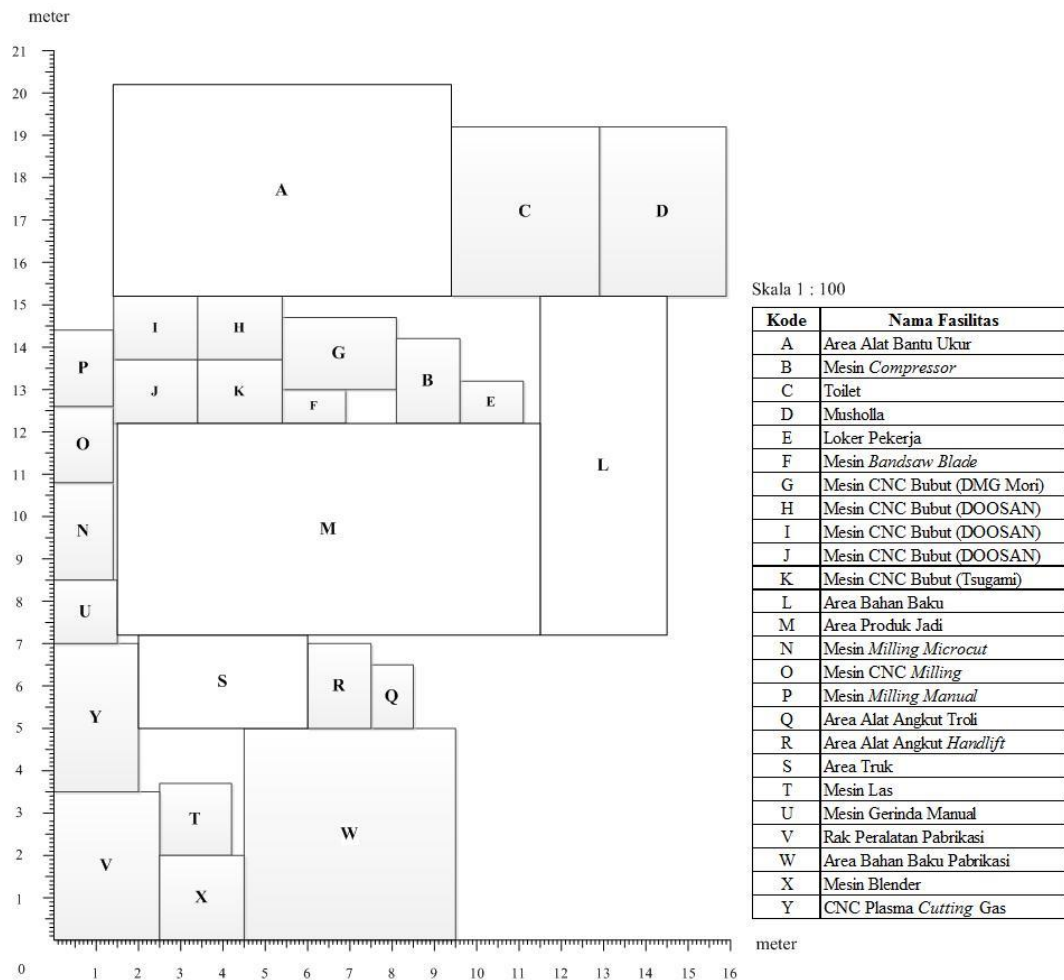 meter
21
20
19
18
17
16
15
14
13
12
11
10
9
8
7
6
5
4
3
2
1
0
1 2 3 4 5 6 7 8 9 10 11 12 13 14 15 16
meter
A
C D
I H G
P B
J K F E
O
L
N M
U
S R Q
Y
T
W
V
X
Skala 1 : 100
Kode Nama Fasilitas
A Area Alat Bantu Ukur
B Mesin Compressor
C Toilet
D Musholla
E Loker Pekerja
F Mesin Bandsaw Blade
G Mesin CNC Bubut (DMG Mori)
H Mesin CNC Bubut (DOOSAN)
I Mesin CNC Bubut (DOOSAN)
J Mesin CNC Bubut (DOOSAN)
K Mesin CNC Bubut (Tsugami)
L Area Bahan Baku
M Area Produk Jadi
N Mesin Milling Microcut
O Mesin CNC Milling
P Mesin Milling Manual
Q Area Alat Angkut Troli
R Area Alat Angkut Handlift
S Area Truk
T Mesin Las
U Mesin Gerinda Manual
V Rak Peralatan Pabrikasi
W Area Bahan Baku Pabrikasi
X Mesin Blender
Y CNC Plasma Cutting Gas